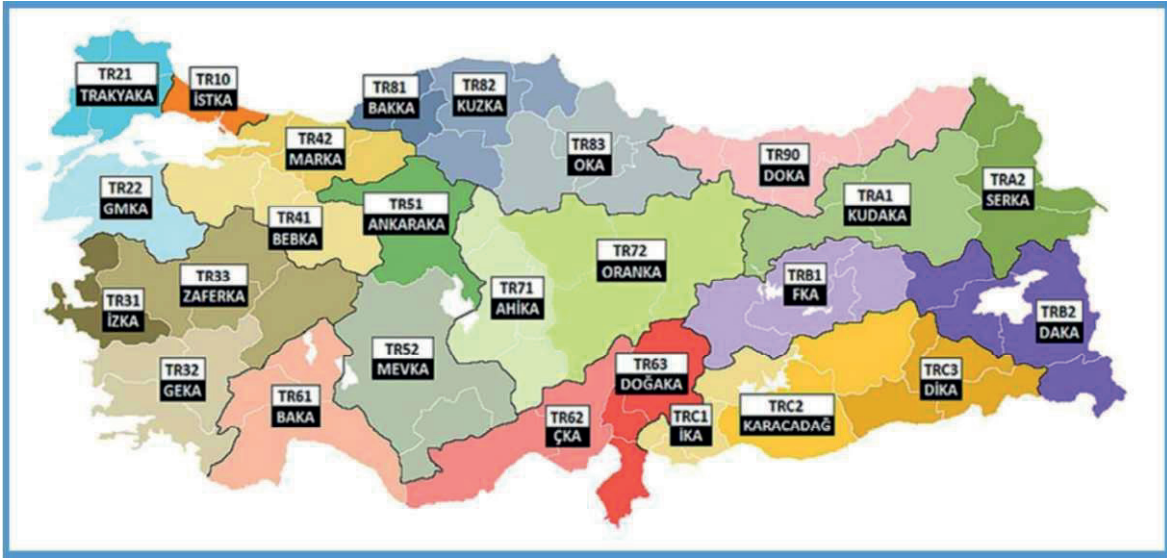 TR21
TRAKYAKA
TR10
İSTKA
TR81
BAKKA
TR82
KUZKA
TR42
MARKA
TR83
OKA
TR90
DOKA
TR22
GMKA
TR41
BEBKA
TR51
ANKARAKA
TRA1
KUDAKA
TRA2
SERKA
TR33
ZAFERKA
TR72
ORANKA
TR31
İZKA
TR71
AHİKA
TRB1
FKA
TRB2
DAKA
TR32
GEKA
TR52
MEVKA
TR63
DOĞAKA
TRC3
DİKA
TR61
BAKA
TR62
ÇKA
TRC1
İKA
TRC2
KARACADAĞ